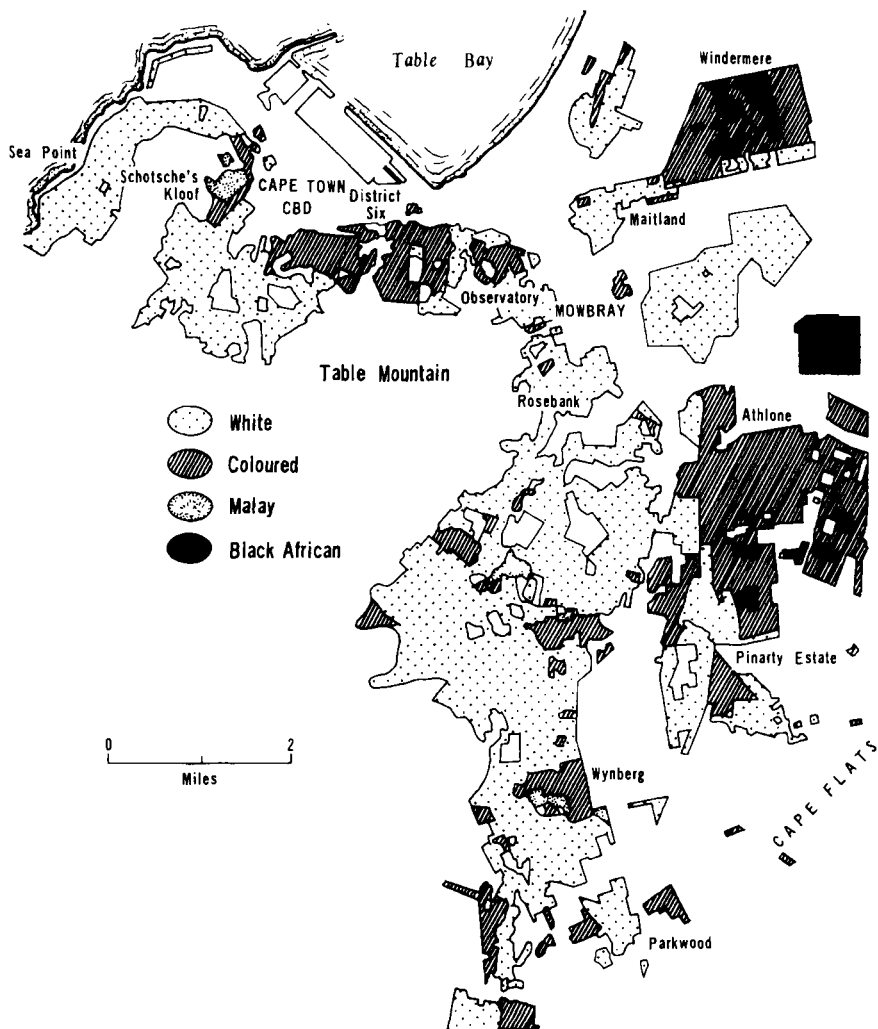 Table Bay
Windermere
Sea Point
Schotsche's
Kloof
CAPE TOWN
CBD
District
Six
Maitland
Observatory
MOWBRAY
Table Mountain
Rosebank
Athlone
White
Coloured
Malay
Black African
Pinarty Estate
0 2
Miles
Wynberg
CAPE FLATS
Parkwood